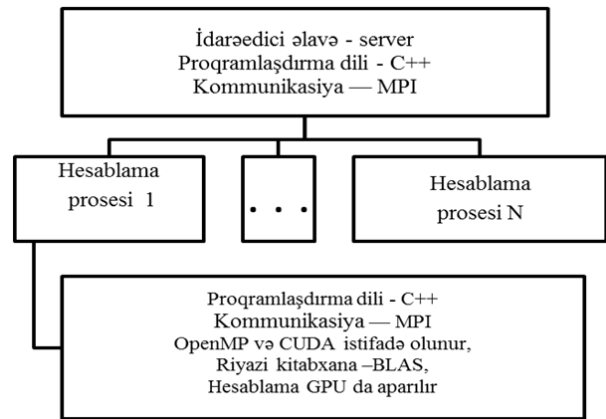 İdarəedici əlavə - server
Proqramlaşdırma dili - C++
Kommunikasiya — MPI
Hesablama
prosesi 1
. . .
Hesablama
prosesi N
Proqramlaşdırma dili - C++
Kommunikasiya — MPI
OpenMP və CUDA istifadə olunur,
Riyazi kitabxana –BLAS,
Hesablama GPU da aparılır